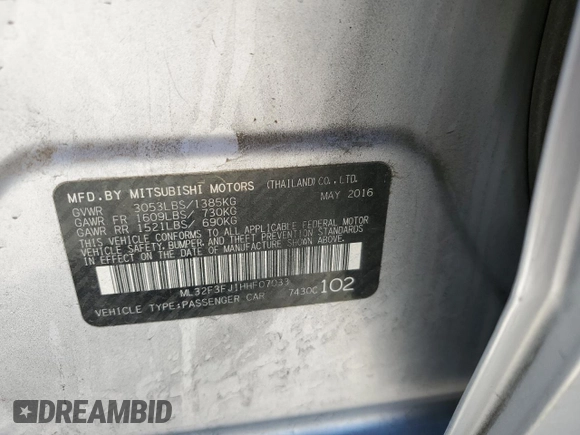 MFD.BY MITSUBISHI MOTORS (THAILAND)CO.,LTD.
MAY 2016
GVWR 3053LBS/1385KG
GAWR FR 1609LBS/ 730KG
GAWR RR 1521LBS/ 690KG
THIS VEHICLE CONFORMS TO ALL APPLICABLE FEDERAL MOTOR
VEHICLE SAFETY, BUMPER, AND THEFT PREVENTION STANDARDS
IN EFFECT ON THE DATE OF MANUFACTURE SHOWN ABOVE.
ML32F3FJ1HHF07033
VEHICLE TYPE:PASSENGER CAR 7430C 102
DREAMBID